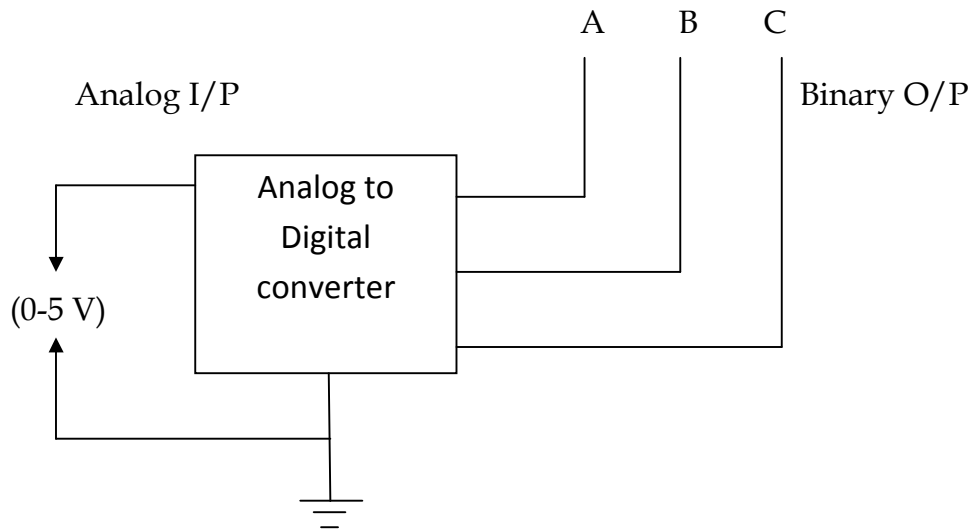 A B C
Analog I/P
Binary O/P
Analog to
Digital
converter
(0-5 V)